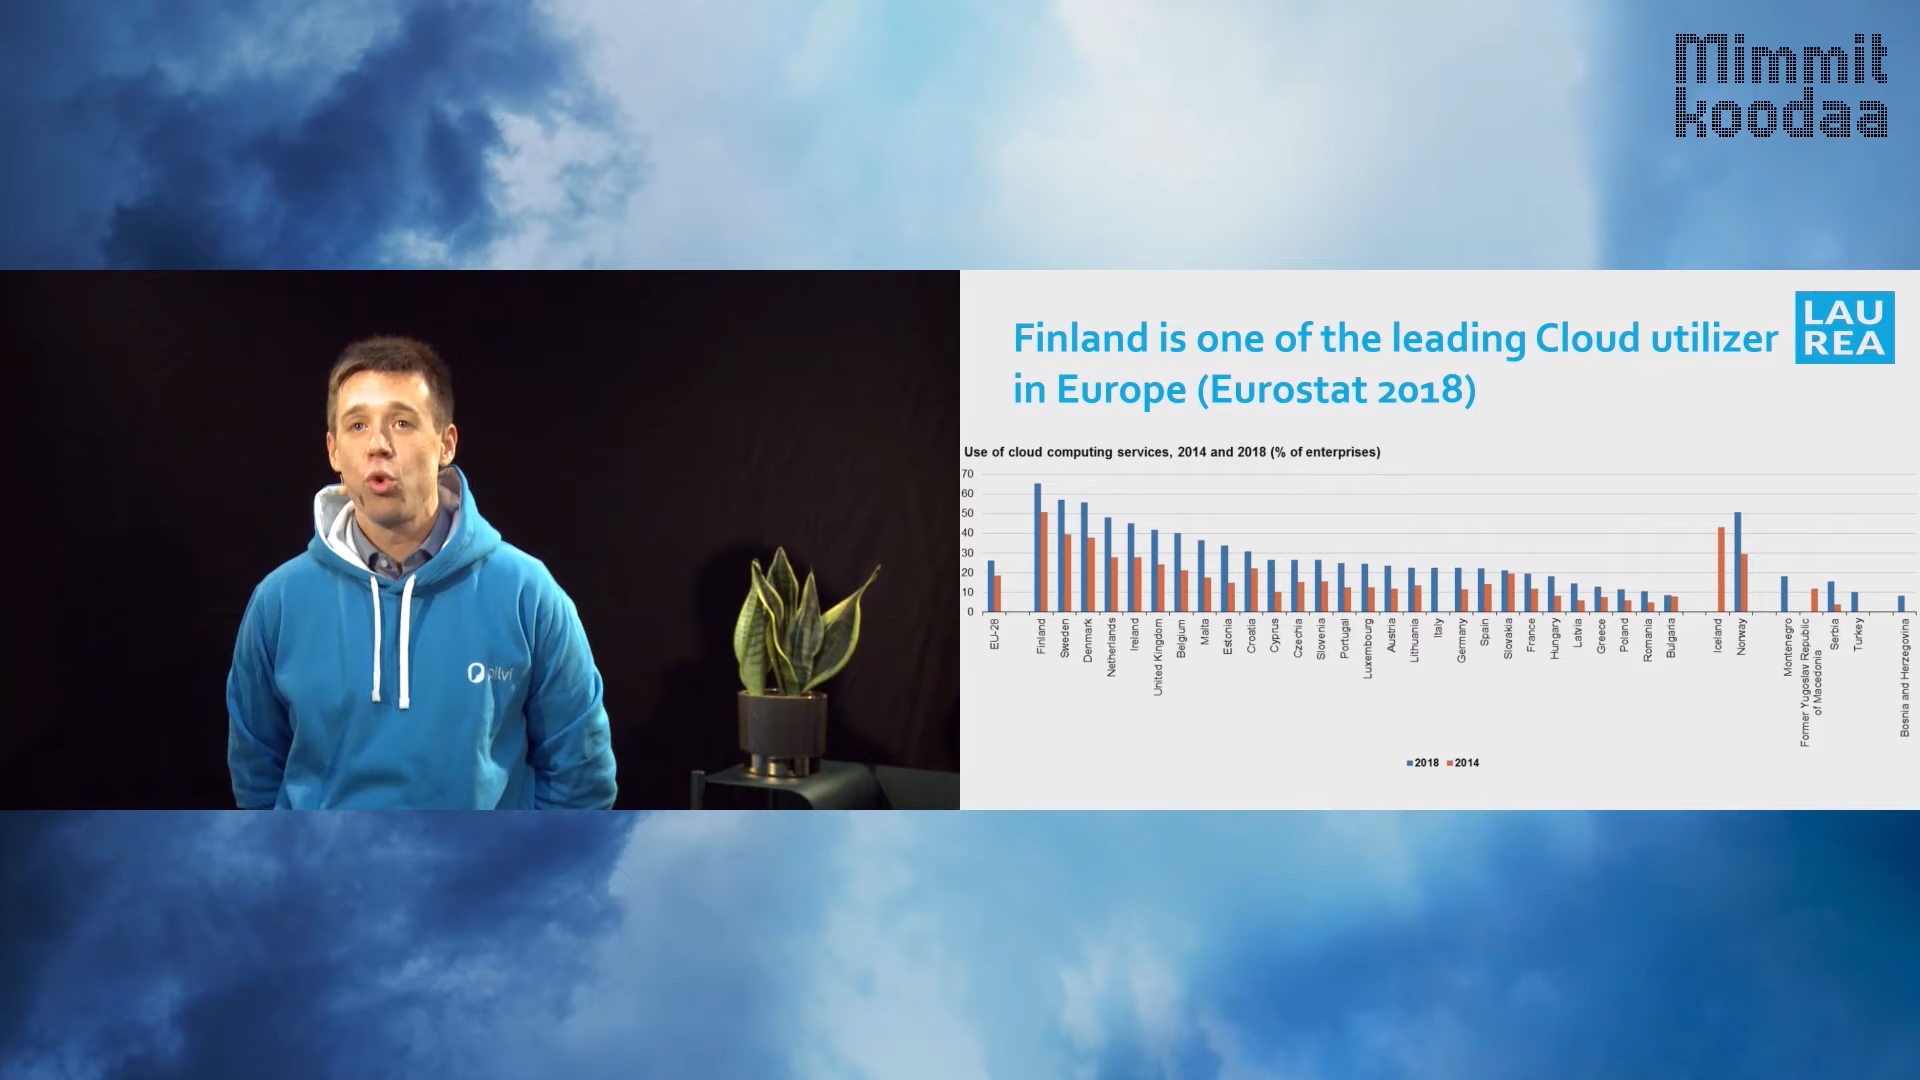 Mimmit
koodaa
Finland is one of the leading Cloud utilizer
in Europe (Eurostat 2018)
LAU
REA
Use of cloud computing services, 2014 and 2018 (% of enterprises)
70
60
50
40
30
20
10
0
EU-28
Finland
Sweden
Denmark
Netherlands
Ireland
United Kingdom
Belgium
Malta
Estonia
Croatia
Cyprus
Czechia
Slovenia
Portugal
Luxembourg
Austria
Lithuania
Italy
Germany
Spain
Slovakia
France
Hungary
Latvia
Greece
Poland
Romania
Bulgaria
Iceland
Norway
Montenegro
Former Yugoslav Republic
of Macedonia
Serbia
Turkey
Bosnia and Herzegovina
2018 2014
pilvi